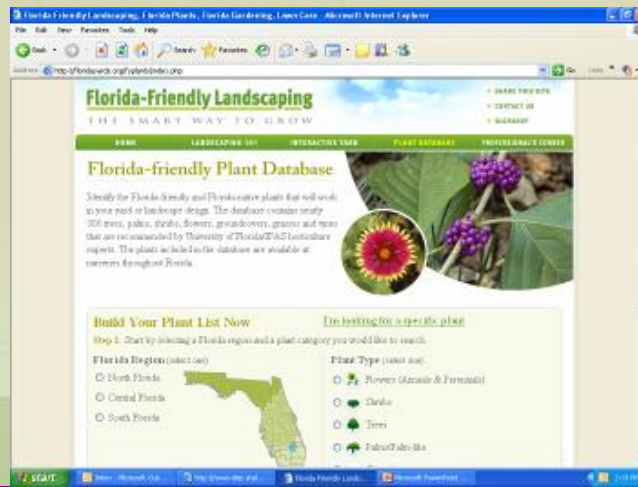 Florida Friendly Landscaping, Florida Plants, Florida Gardening, Lawn Care - Microsoft Internet Explorer
File Edit View Favorites Tools Help
Back Search Favorites
Address Go Links
Florida-Friendly Landscaping
THE SMART WAY TO GROW
SHARE THIS SITE
CONTACT US
GLOSSARY
HOME LANDSCAPING 101 INTERACTIVE YARD PLANT DATABASE PROFESSIONAL'S CORNER
Florida-friendly Plant Database
Identify the Florida-friendly and Florida native plants that will work
in your yard or landscape design. The database contains nearly
trees, palms, shrubs, flowers, groundcovers, grasses and vines
that are recommended by University of Florida/IFAS horticulture
experts. The plants included in the database are available at
nurseries throughout Florida.
Build Your Plant List Now
I'm looking for a specific plant
Step 1: Start by selecting a Florida region and a plant category you would like to search.
Florida Region (select one)
North Florida
Central Florida
South Florida
Plant Type (select one)
Flowers (Annuals & Perennials)
Shrubs
Trees
Palms/Palm-like
start
Florida Friendly Land...
Microsoft PowerPoint ...